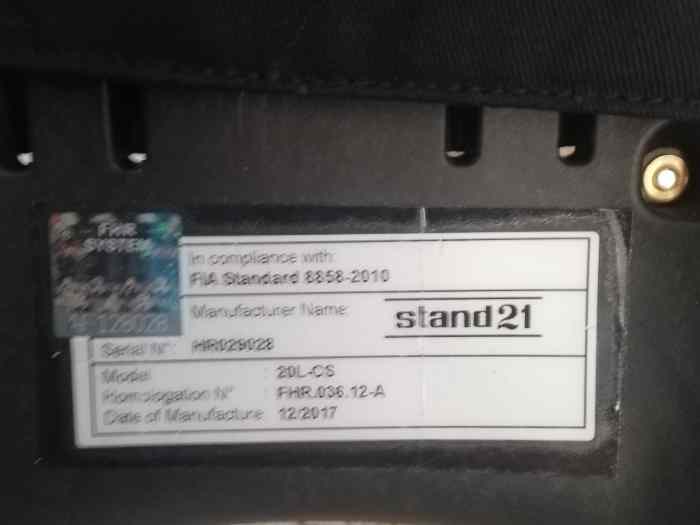 FHR
SYSTEM
In compliance with:
FIA Standard 8858-2010
Manufacturer Name:
stand21
Serial N°: HR029028
Model : 20L-CS
Homologation N° : FHR.036.12-A
Date of Manufacture : 12/2017